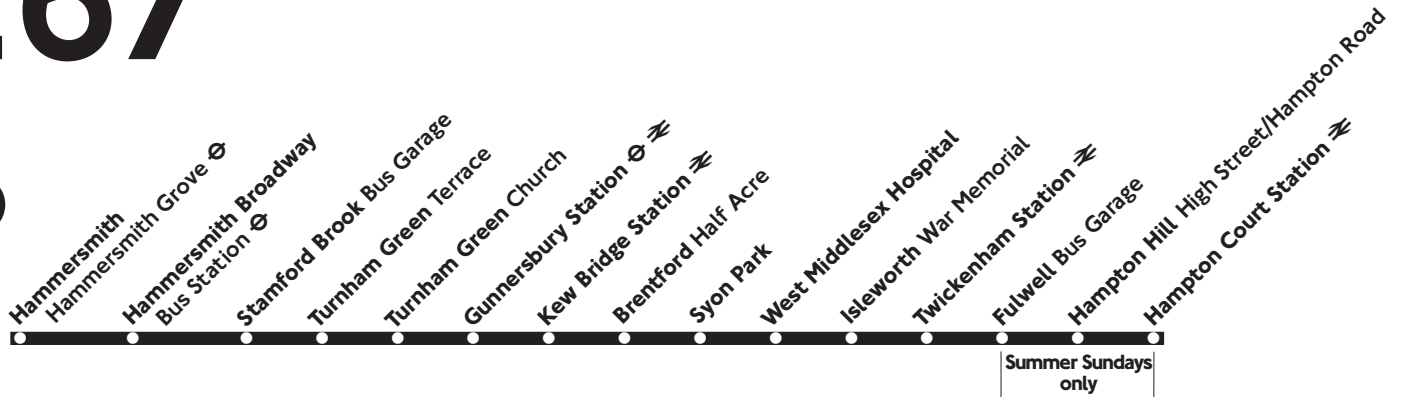 67
Hammersmith
Hammersmith Grove
Hammersmith Broadway
Bus Station
Stamford Brook Bus Garage
Turnham Green Terrace
Turnham Green Church
Gunnersbury Station
Kew Bridge Station
Brentford Half Acre
Syon Park
West Middlesex Hospital
Isleworth War Memorial
Twickenham Station
Fulwell Bus Garage
Hampton Hill High Street/Hampton Road
Hampton Court Station
Summer Sundays
only